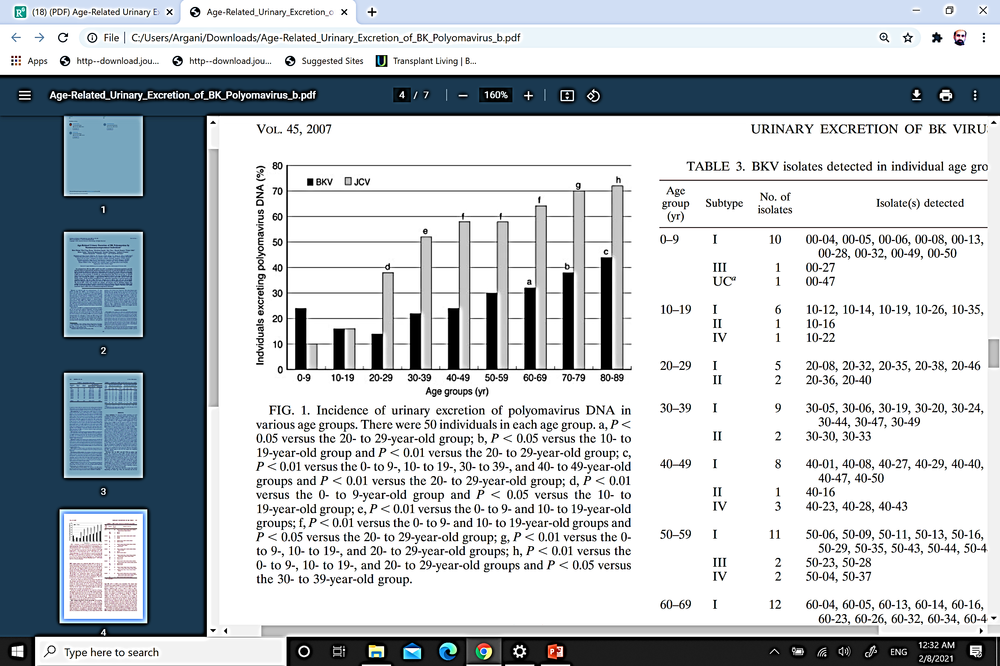 (18) (PDF) Age-Related Urinary Ex
Age-Related_Urinary_Excretion_o
File | C:/Users/Argani/Downloads/Age-Related_Urinary_Excretion_of_BK_Polyomavirus_b.pdf
Apps
http--download.jou...
http--download.jou...
Suggested Sites
Transplant Living | B...
Age-Related_Urinary_Excretion_of_BK_Polyomavirus_b.pdf
4 / 7
160%
1
Age-Related Urinary Excretion of BK Polyomavirus by
Nonimmunocompromised Individuals
2
3
4
VOL. 45, 2007
URINARY EXCRETION OF BK VIRUS
Indviduals excreting polyomavirus DNA (%)
80
70
60
50
40
30
20
10
0
BKV JCV
d
e
f
f
a
f
b
g
c
h
0-9 10-19 20-29 30-39 40-49 50-59 60-69 70-79 80-89
Age groups (yr)
FIG. 1. Incidence of urinary excretion of polyomavirus DNA in
various age groups. There were 50 individuals in each age group. a, P <
0.05 versus the 20- to 29-year-old group; b, P < 0.05 versus the 10- to
19-year-old group and P < 0.01 versus the 20- to 29-year-old group; c,
P < 0.01 versus the 0- to 9-, 10- to 19-, 30- to 39-, and 40- to 49-year-old
groups and P < 0.01 versus the 20- to 29-year-old group; d, P < 0.01
versus the 0- to 9-year-old group and P < 0.05 versus the 10- to
19-year-old group; e, P < 0.01 versus the 0- to 9- and 10- to 19-year-old
groups; f, P < 0.01 versus the 0- to 9- and 10- to 19-year-old groups and
P < 0.05 versus the 20- to 29-year-old group; g, P < 0.01 versus the 0-
to 9-, 10- to 19-, and 20- to 29-year-old groups; h, P < 0.01 versus the
0- to 9-, 10- to 19-, and 20- to 29-year-old groups and P < 0.05 versus
the 30- to 39-year-old group.
TABLE 3. BKV isolates detected in individual age gro
Age group (yr) Subtype No. of isolates Isolate(s) detected
0–9 I 10 00-04, 00-05, 00-06, 00-08, 00-13,
00-28, 00-32, 00-49, 00-50
III 1 00-27
UCa 1 00-47
10–19 I 6 10-12, 10-14, 10-19, 10-26, 10-35,
II 1 10-16
IV 1 10-22
20–29 I 5 20-08, 20-32, 20-35, 20-38, 20-46
II 2 20-36, 20-40
30–39 I 9 30-05, 30-06, 30-19, 30-20, 30-24,
30-44, 30-47, 30-49
II 2 30-30, 30-33
40–49 I 8 40-01, 40-08, 40-27, 40-29, 40-40,
40-47, 40-50
II 1 40-16
IV 3 40-23, 40-28, 40-43
50–59 I 11 50-06, 50-09, 50-11, 50-13, 50-16,
50-29, 50-35, 50-43, 50-44, 50-4
III 2 50-23, 50-28
IV 2 50-04, 50-37
60–69 I 12 60-04, 60-05, 60-13, 60-14, 60-16,
60-23, 60-26, 60-32, 60-34, 60-4
Type here to search
ENG
12:32 AM
2/8/2021